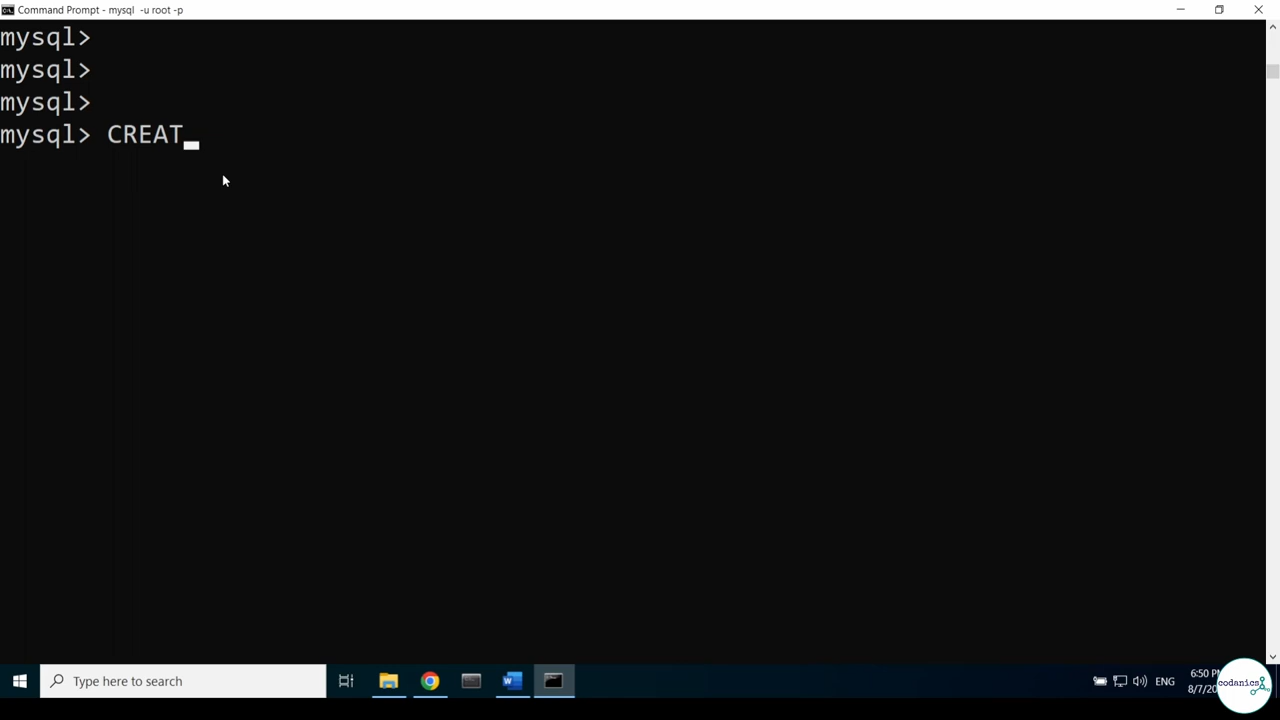 Command Prompt - mysql -u root -p
mysql>
mysql>
mysql>
mysql> CREAT
Type here to search
ENG
6:50
8/7/20
codanics